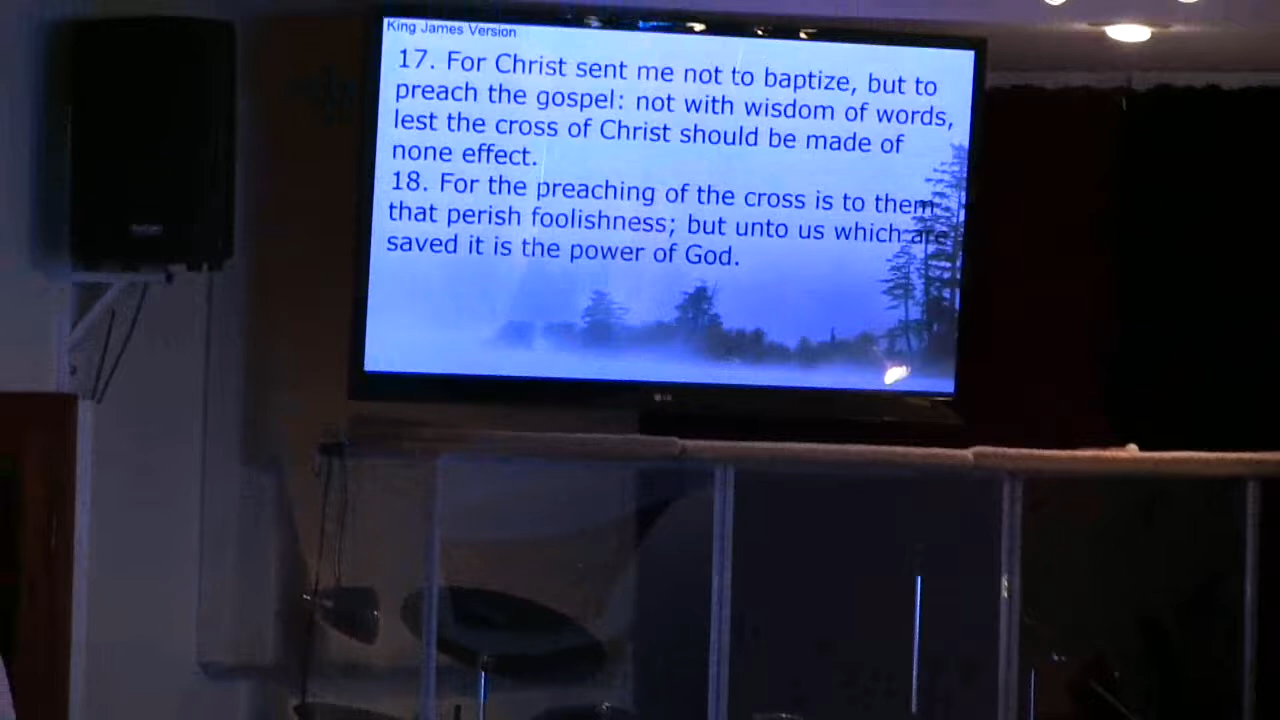 King James Version
17. For Christ sent me not to baptize, but to
preach the gospel: not with wisdom of words,
lest the cross of Christ should be made of
none effect.
18. For the preaching of the cross is to them
that perish foolishness; but unto us which are
saved it is the power of God.
LG